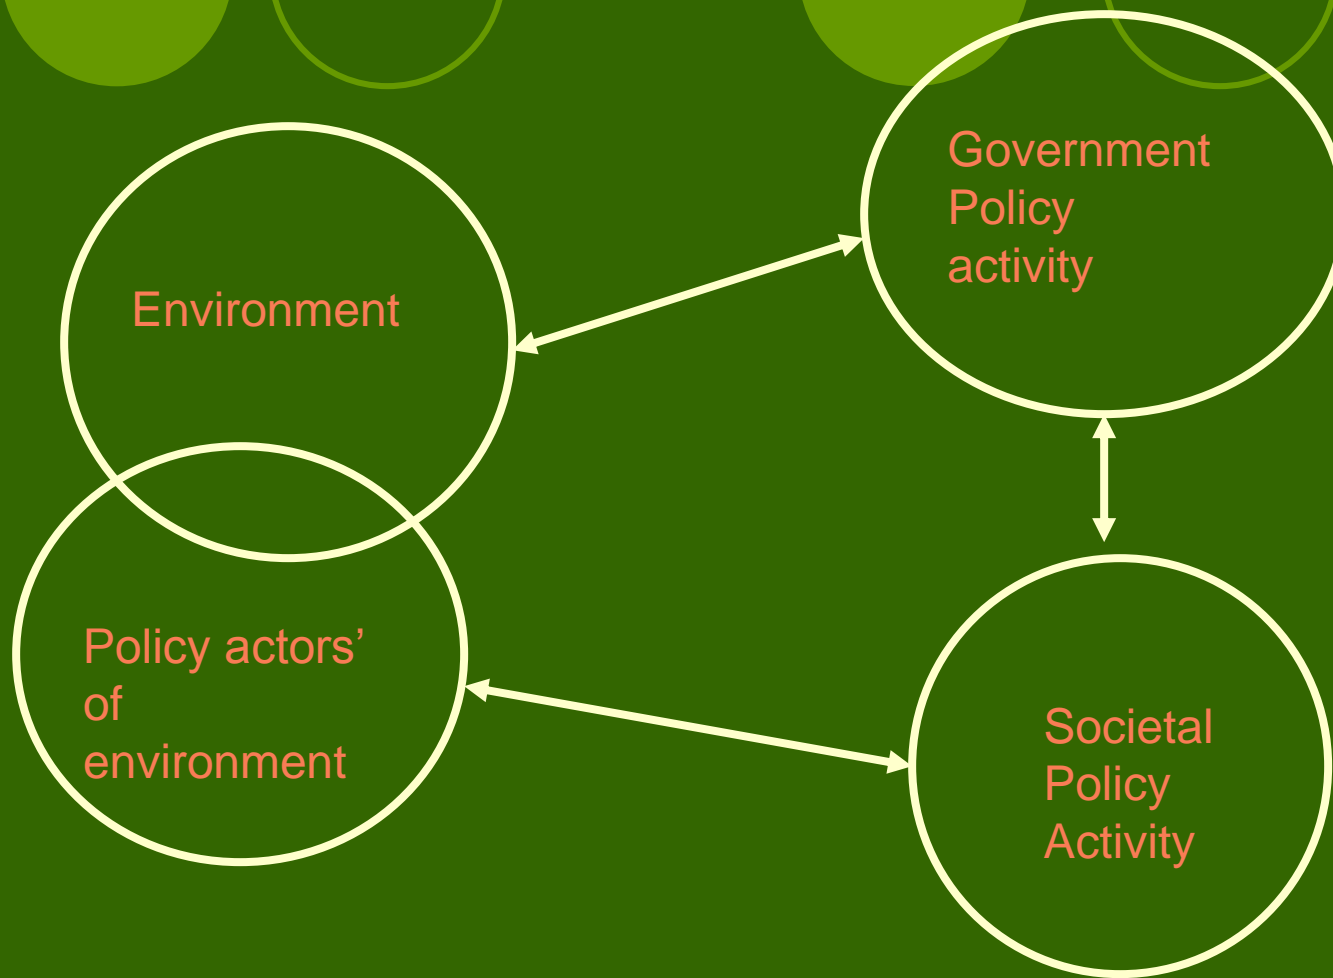 Government
Policy
activity
Environment
Policy actors’
of
environment
Societal
Policy
Activity